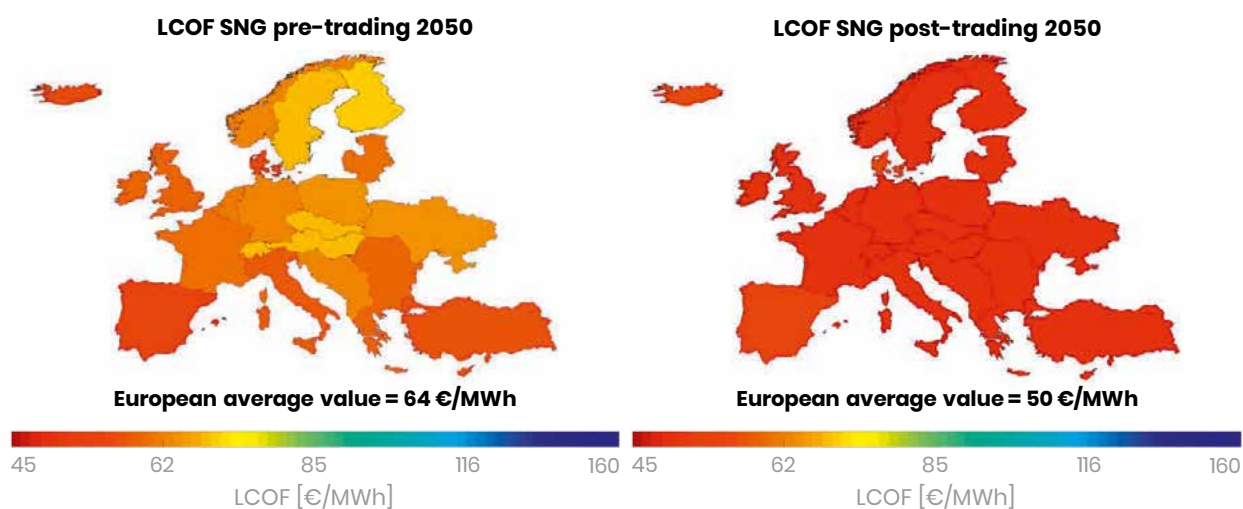 LCOF SNG pre-trading 2050
European average value = 64 €/MWh
45 62 85 116 160
LCOF [€/MWh]
LCOF SNG post-trading 2050
European average value = 50 €/MWh
45 62 85 116 160
LCOF [€/MWh]